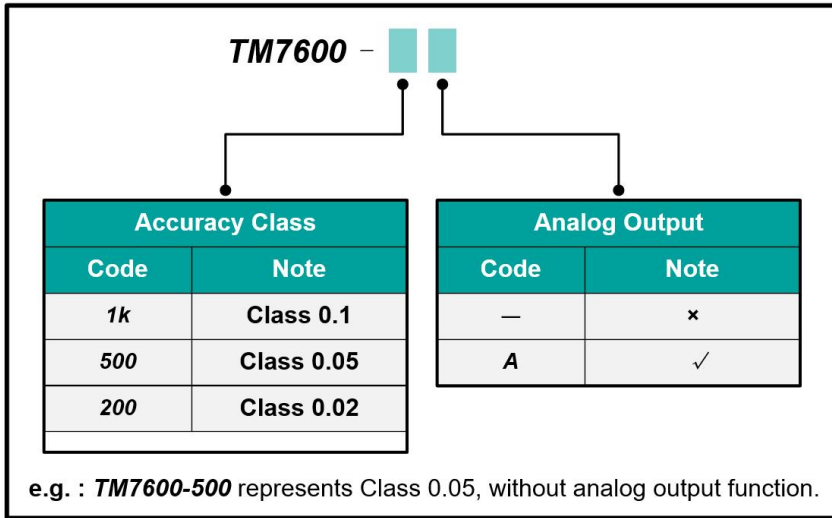 TM7600 -
Accuracy Class
Code Note
1k Class 0.1
500 Class 0.05
200 Class 0.02
Analog Output
Code Note
— ×
A √
e.g. : TM7600-500 represents Class 0.05, without analog output function.